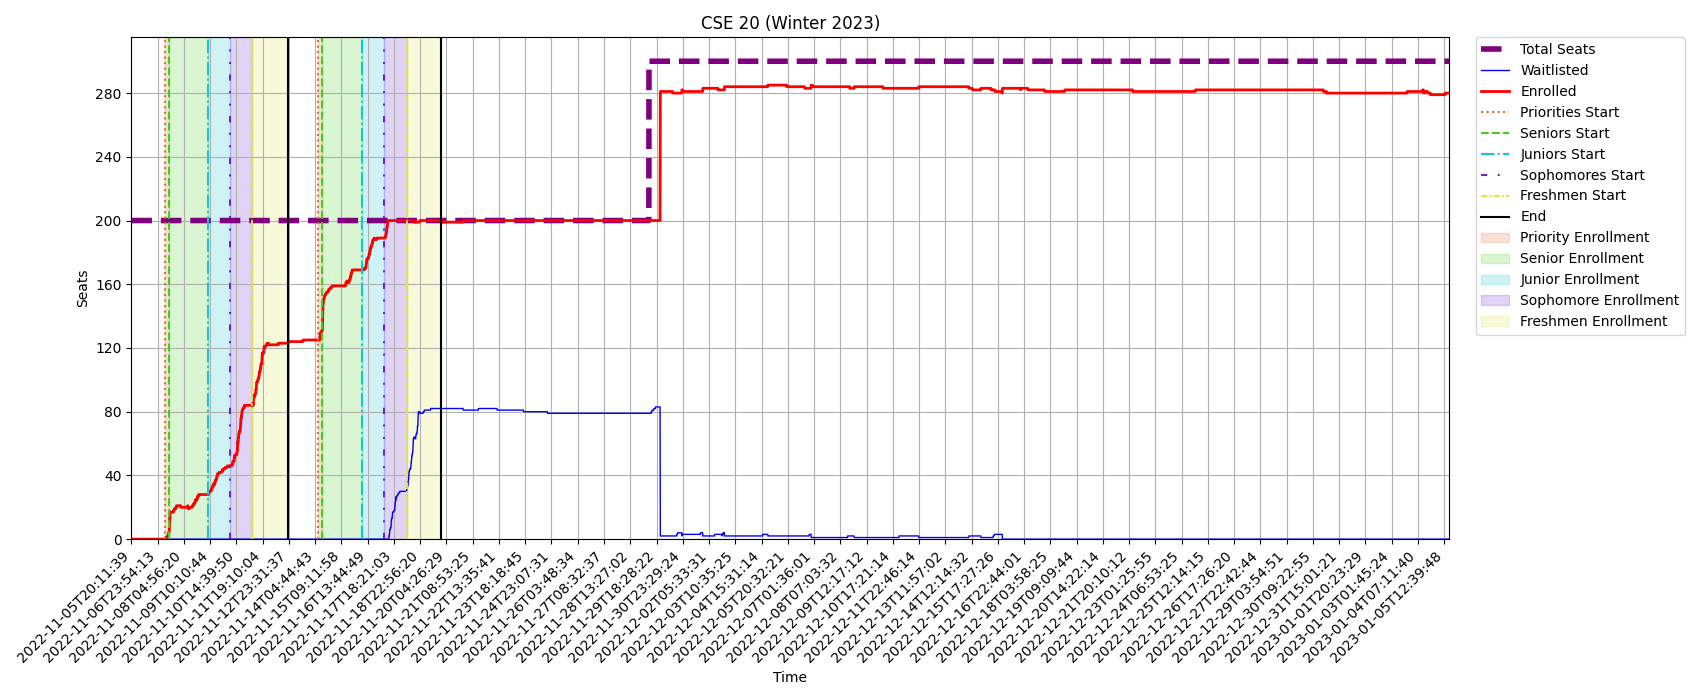 CSE 20 (Winter 2023)
Total Seats
Waitlisted
Enrolled
Priorities Start
Seniors Start
Juniors Start
Sophomores Start
Freshmen Start
End
Priority Enrollment
Senior Enrollment
Junior Enrollment
Sophomore Enrollment
Freshmen Enrollment
Seats
280
240
200
160
120
80
40
0
2022-11-05T20:11:39
2022-11-06T23:54:13
2022-11-08T04:56:20
2022-11-09T10:10:44
2022-11-10T14:39:50
2022-11-11T19:10:04
2022-11-12T23:31:37
2022-11-14T04:44:43
2022-11-15T09:11:58
2022-11-16T13:44:49
2022-11-17T18:21:03
2022-11-18T22:56:20
2022-11-20T04:26:29
2022-11-21T08:53:25
2022-11-22T13:35:41
2022-11-23T18:18:45
2022-11-24T23:07:31
2022-11-26T03:48:34
2022-11-27T08:32:37
2022-11-28T13:27:02
2022-11-29T18:28:22
2022-11-30T23:29:24
2022-12-02T05:33:31
2022-12-03T10:35:25
2022-12-04T15:31:14
2022-12-05T20:32:21
2022-12-07T01:36:01
2022-12-08T07:03:32
2022-12-09T12:17:12
2022-12-10T17:21:14
2022-12-11T22:46:14
2022-12-13T11:57:02
2022-12-14T12:14:32
2022-12-15T17:27:26
2022-12-16T22:44:01
2022-12-18T03:58:25
2022-12-19T09:09:44
2022-12-20T14:22:14
2022-12-21T20:10:12
2022-12-23T01:25:55
2022-12-24T06:53:25
2022-12-25T12:14:15
2022-12-26T17:26:20
2022-12-27T22:42:44
2022-12-29T03:54:51
2022-12-30T09:22:55
2022-12-31T15:01:21
2023-01-01T20:23:29
2023-01-03T01:45:24
2023-01-04T07:11:40
2023-01-05T12:39:48
Time